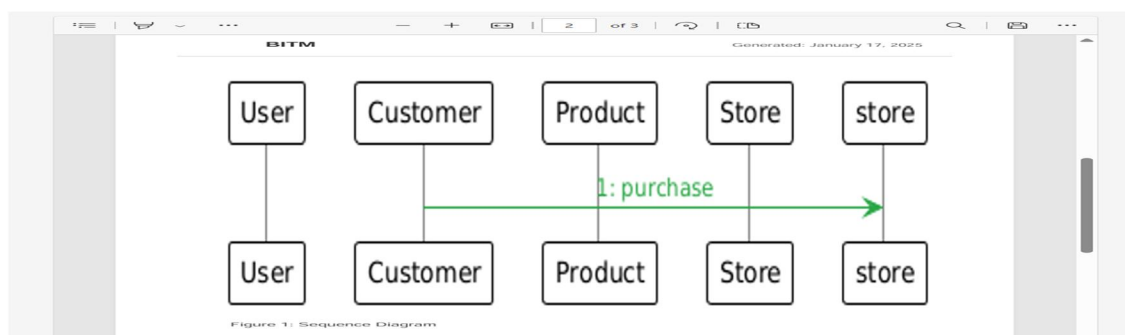 2 of 3
BITM Generated: January 17, 2025
User Customer Product Store store
1: purchase
User Customer Product Store store
Figure 1: Sequence Diagram